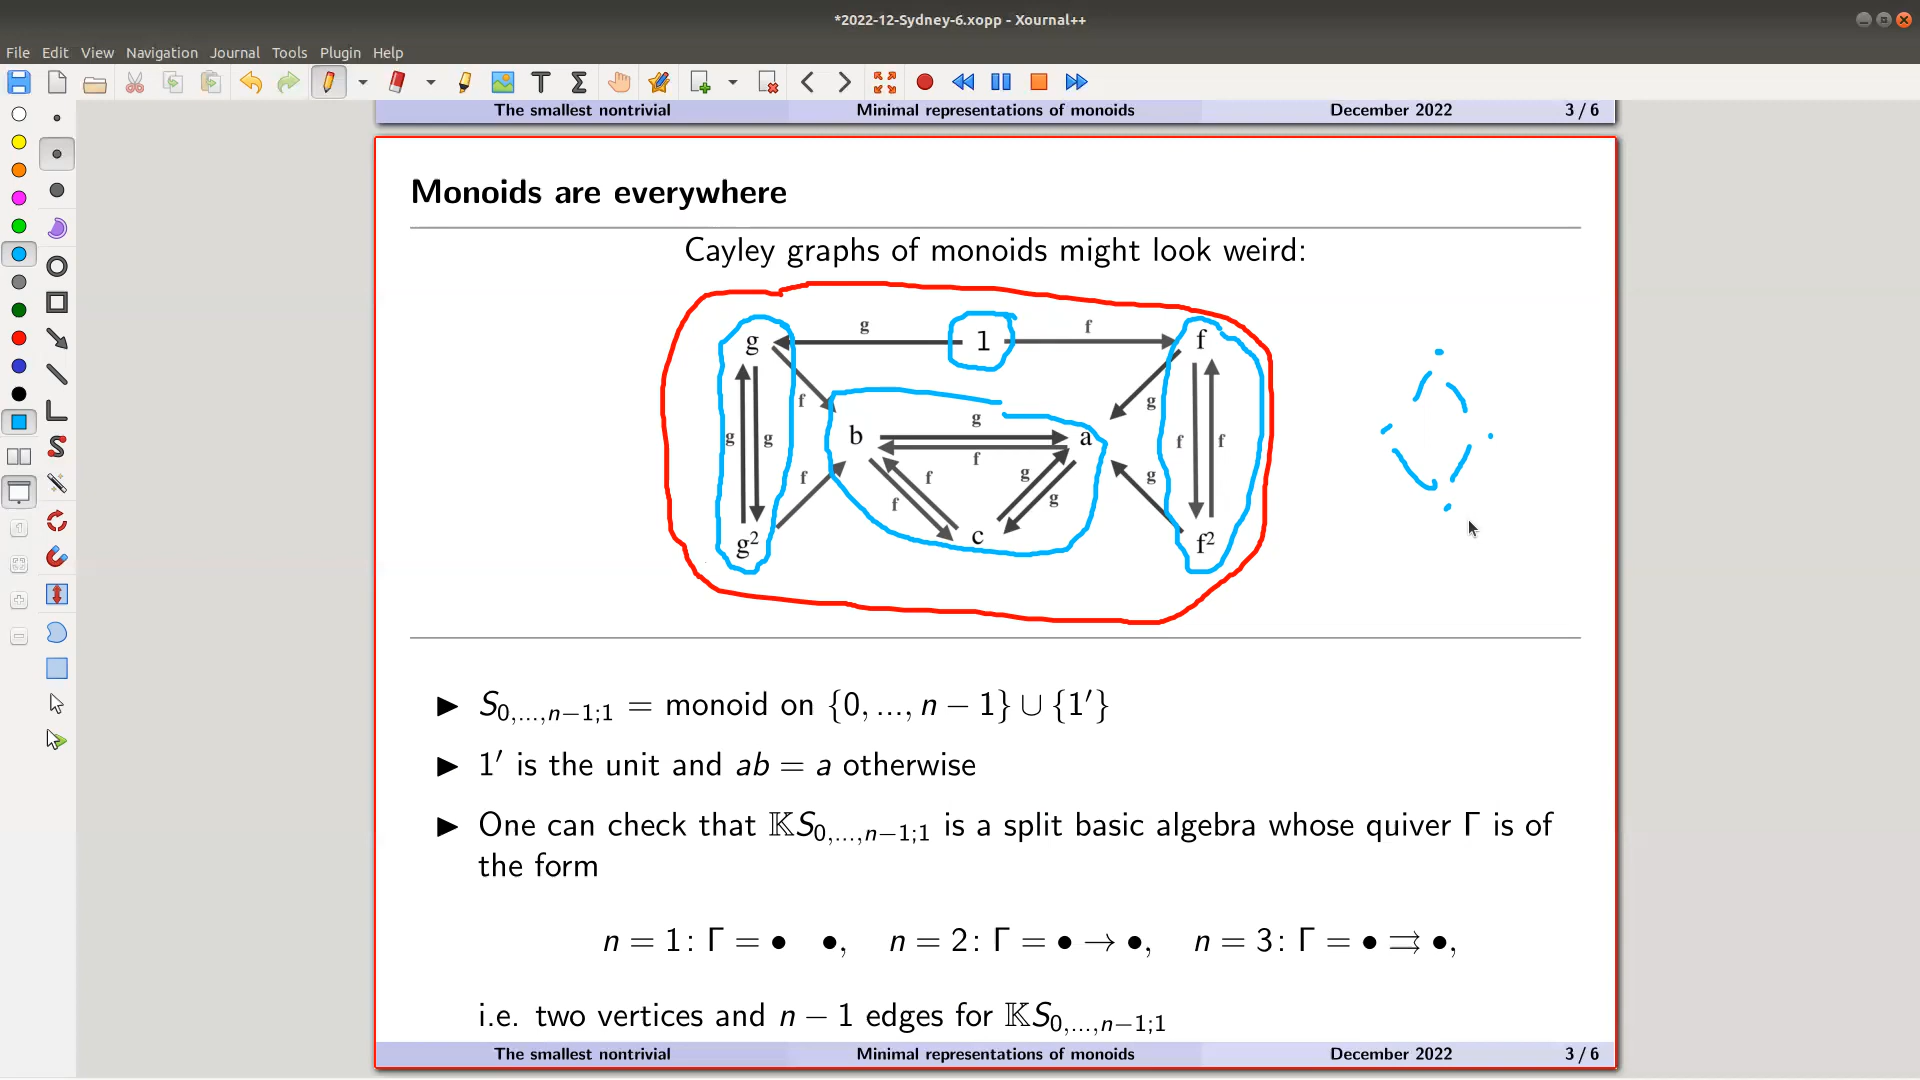 *2022-12-Sydney-6.xopp - Xournal++
File Edit View Navigation Journal Tools Plugin Help
The smallest nontrivial Minimal representations of monoids December 2022 3 / 6
Monoids are everywhere
Cayley graphs of monoids might look weird:
g 1 f
g f
f g
b g a
g g f f
f
f f g g
f g
c
g² f²
▶ S₀,...,ₙ₋₁;₁ = monoid on {0, ..., n − 1} ∪ {1′}
▶ 1′ is the unit and ab = a otherwise
▶ One can check that 𝕂S₀,...,ₙ₋₁;₁ is a split basic algebra whose quiver Γ is of
the form
n = 1: Γ = • •, n = 2: Γ = • → •, n = 3: Γ = • ⇉ •,
i.e. two vertices and n − 1 edges for 𝕂S₀,...,ₙ₋₁;₁
The smallest nontrivial Minimal representations of monoids December 2022 3 / 6